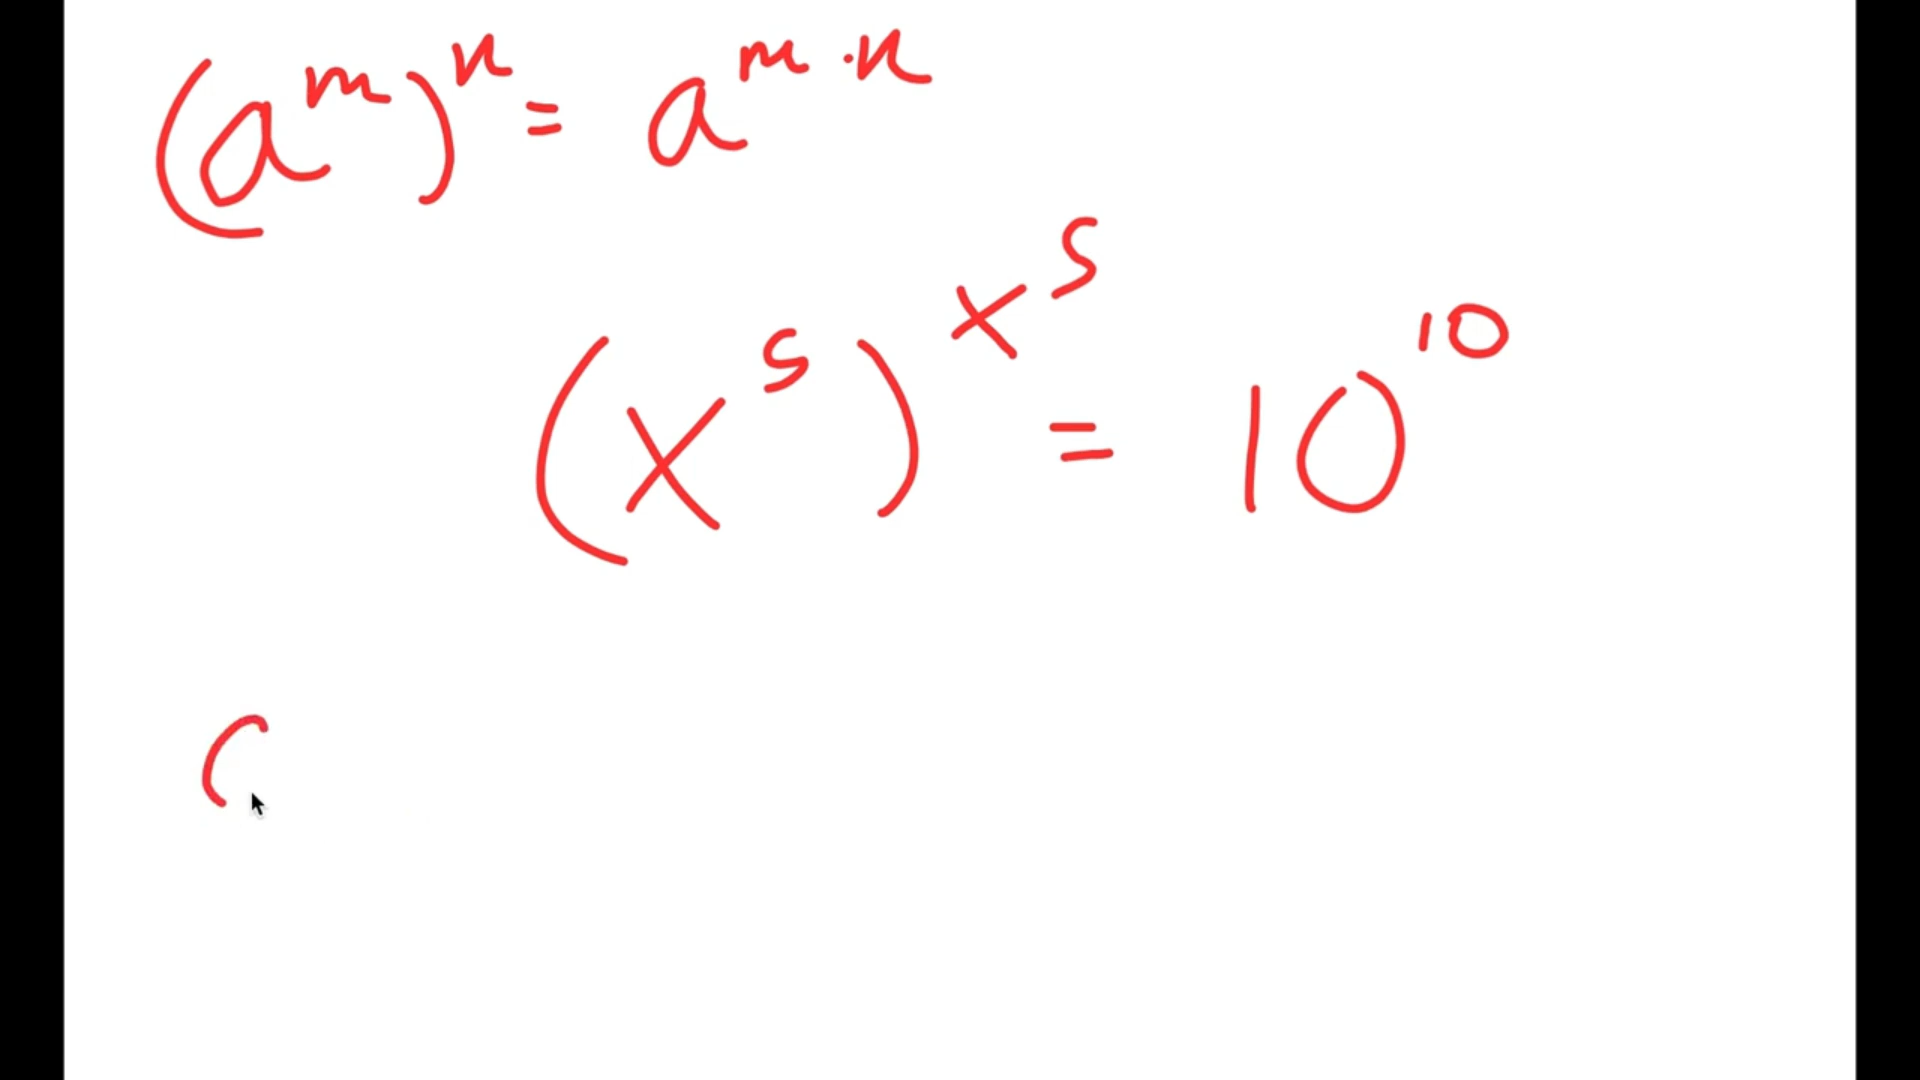 (a^m)^n = a^{m·n}
(x^5)^{x^5} = 10^{10}
(